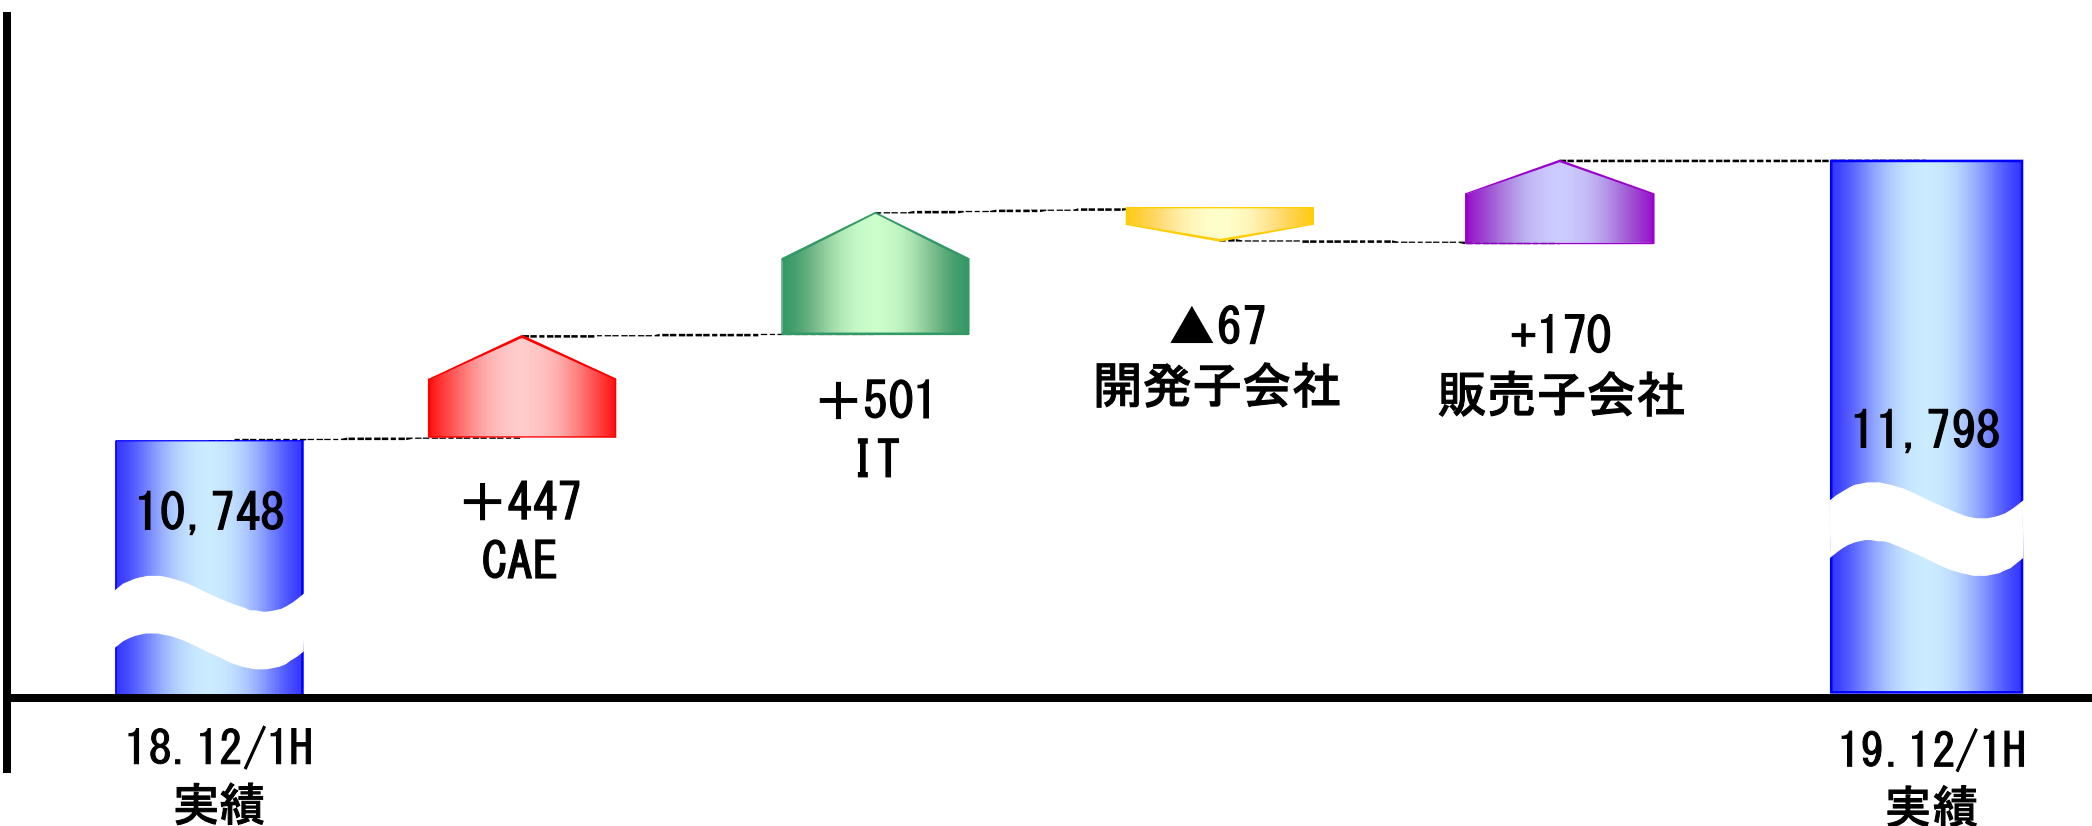 10,748
18.12/1H
実績
＋447
CAE
＋501
IT
▲67
開発子会社
+170
販売子会社
11,798
19.12/1H
実績